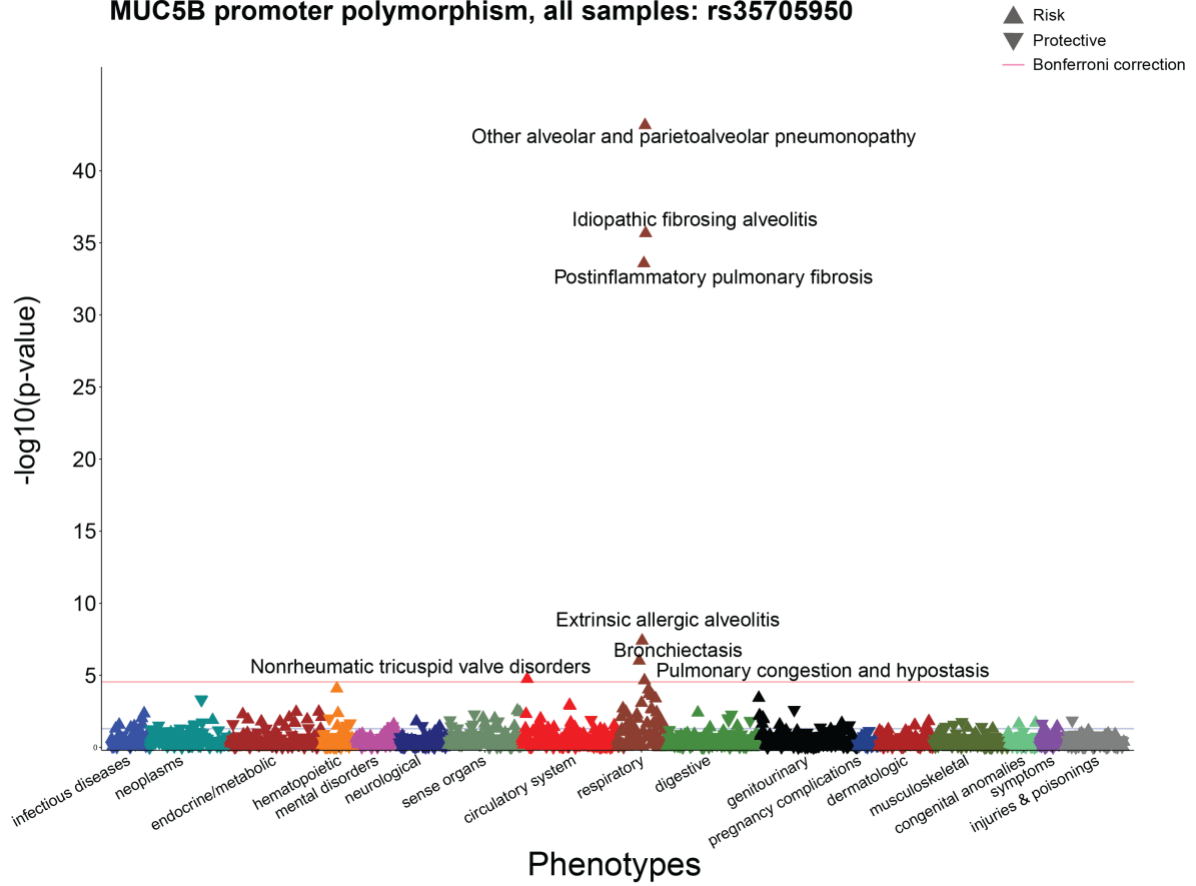 MUC5B promoter polymorphism, all samples: rs35705950
Risk
Protective
Bonferroni correction
Other alveolar and parietoalveolar pneumonopathy
40
Idiopathic fibrosing alveolitis
35
Postinflammatory pulmonary fibrosis
30
-log10(p-value)
25
20
15
10
Extrinsic allergic alveolitis
Bronchiectasis
Nonrheumatic tricuspid valve disorders
Pulmonary congestion and hypostasis
5
0
infectious diseases
neoplasms
endocrine/metabolic
hematopoietic
mental disorders
neurological
sense organs
circulatory system
respiratory
digestive
genitourinary
pregnancy complications
dermatologic
musculoskeletal
congenital anomalies
symptoms
injuries & poisonings
Phenotypes